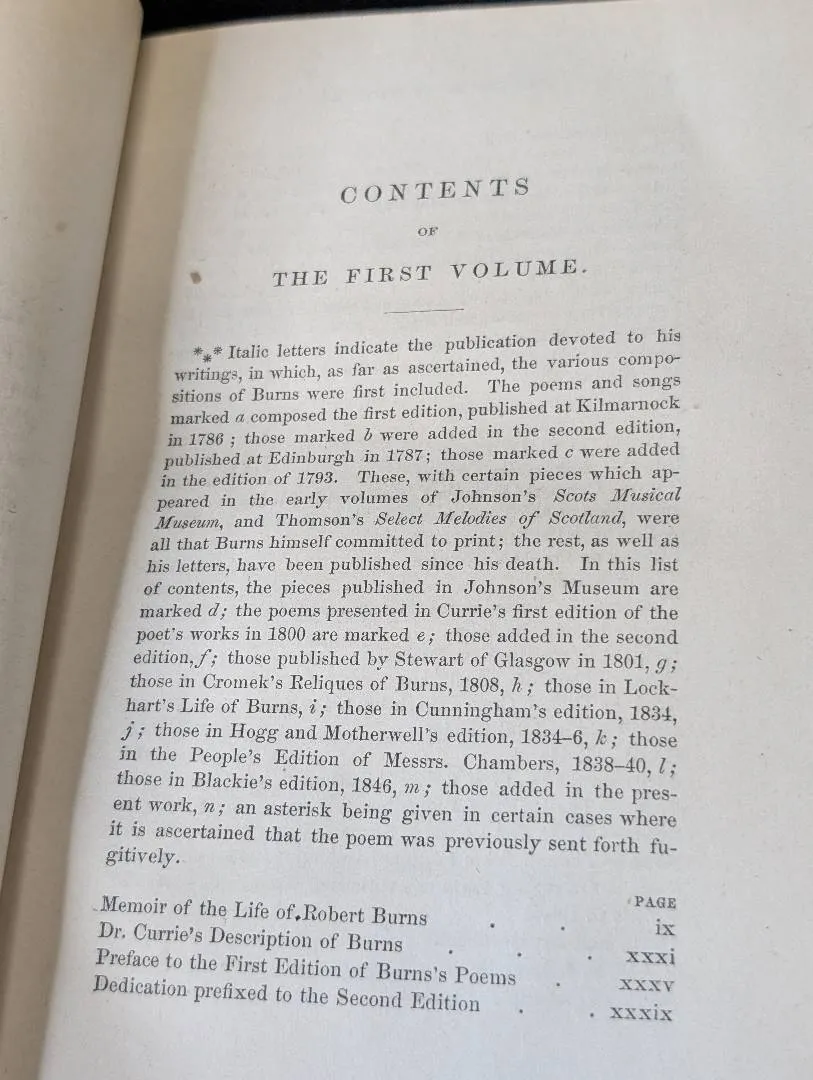 CONTENTS
OF
THE FIRST VOLUME.
*⁎* Italic letters indicate the publication devoted to his
writings, in which, as far as ascertained, the various compo-
sitions of Burns were first included. The poems and songs
marked a composed the first edition, published at Kilmarnock
in 1786 ; those marked b were added in the second edition,
published at Edinburgh in 1787; those marked c were added
in the edition of 1793. These, with certain pieces which ap-
peared in the early volumes of Johnson's Scots Musical
Museum, and Thomson's Select Melodies of Scotland, were
all that Burns himself committed to print; the rest, as well as
his letters, have been published since his death. In this list
of contents, the pieces published in Johnson's Museum are
marked d; the poems presented in Currie's first edition of the
poet's works in 1800 are marked e; those added in the second
edition, f; those published by Stewart of Glasgow in 1801, g;
those in Cromek's Reliques of Burns, 1808, h; those in Lock-
hart's Life of Burns, i; those in Cunningham's edition, 1834,
j; those in Hogg and Motherwell's edition, 1834–6, k; those
in the People's Edition of Messrs. Chambers, 1838–40, l;
those in Blackie's edition, 1846, m; those added in the pres-
ent work, n; an asterisk being given in certain cases where
it is ascertained that the poem was previously sent forth fu-
gitively.
PAGE
Memoir of the Life of Robert Burns . . ix
Dr. Currie's Description of Burns . . . xxxi
Preface to the First Edition of Burns's Poems . xxxv
Dedication prefixed to the Second Edition . . xxxix